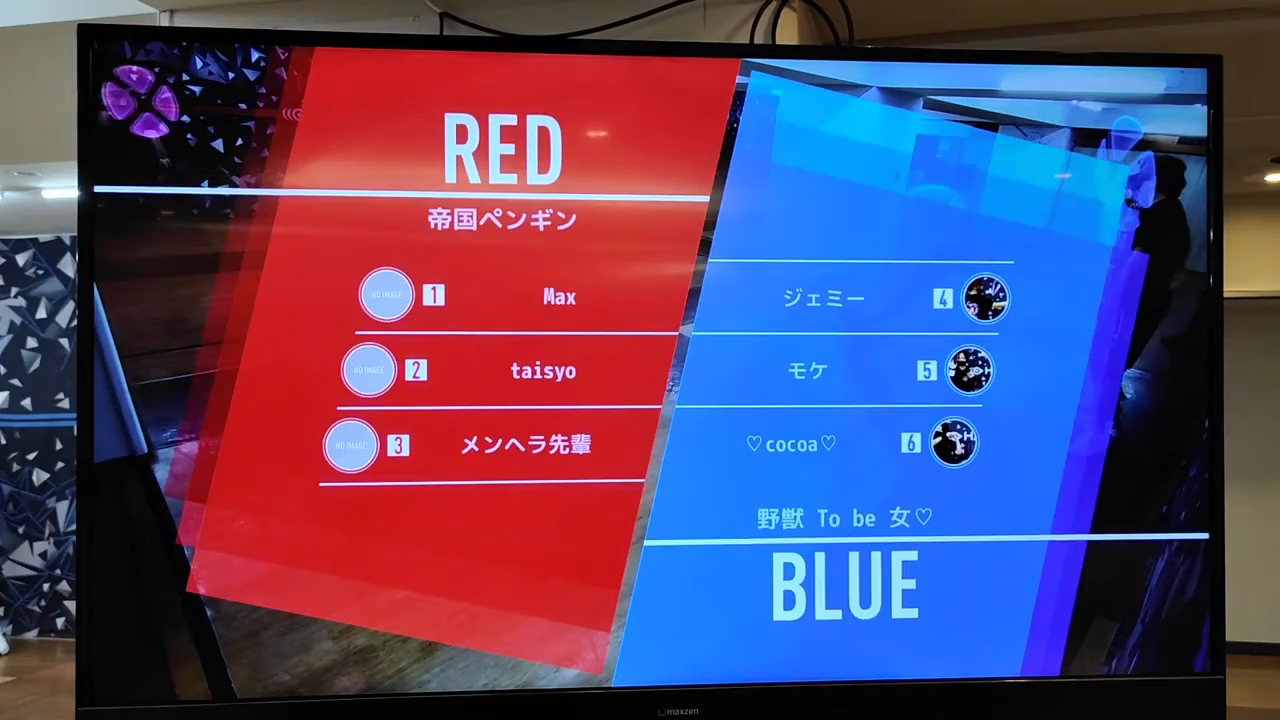 RED
帝国ペンギン
NO IMAGE 1 Max
NO IMAGE 2 taisyo
NO IMAGE 3 メンヘラ先輩
ジェミー 4
モケ 5
♡cocoa♡ 6
野獣 To be 女♡
BLUE
maxzen